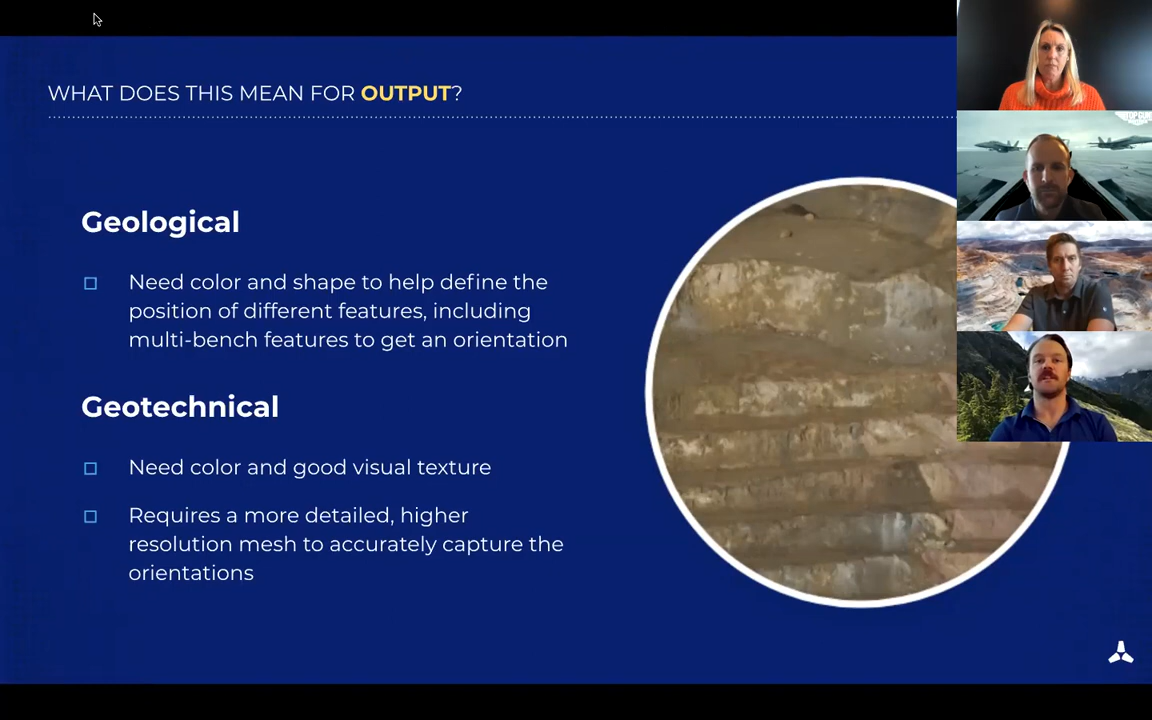 WHAT DOES THIS MEAN FOR OUTPUT?
Geological
Need color and shape to help define the
position of different features, including
multi-bench features to get an orientation
Geotechnical
Need color and good visual texture
Requires a more detailed, higher
resolution mesh to accurately capture the
orientations